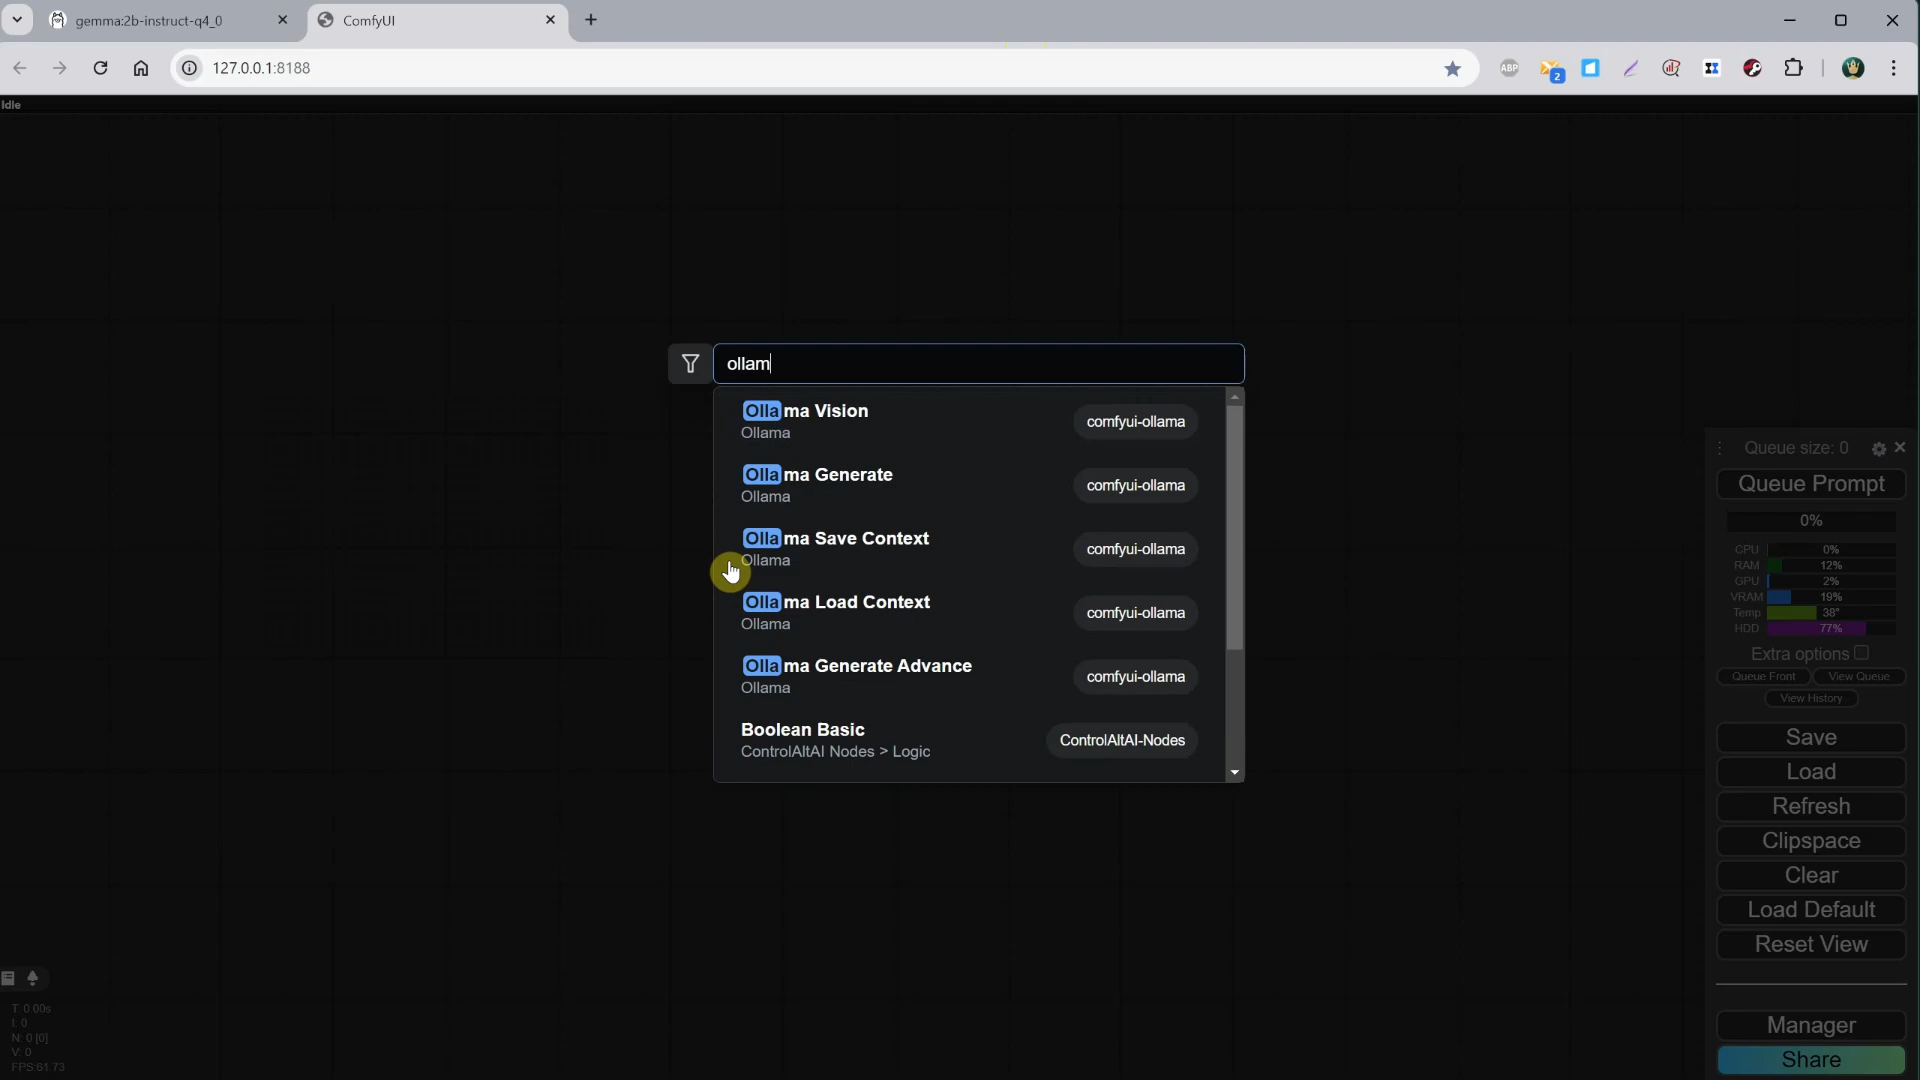 gemma:2b-instruct-q4_0
ComfyUI
127.0.0.1:8188
ABP
2
Idle
ollam
Ollama Vision
Ollama
comfyui-ollama
Ollama Generate
Ollama
comfyui-ollama
Ollama Save Context
Ollama
comfyui-ollama
Ollama Load Context
Ollama
comfyui-ollama
Ollama Generate Advance
Ollama
comfyui-ollama
Boolean Basic
ControlAltAI Nodes > Logic
ControlAltAI-Nodes
Queue size: 0
Queue Prompt
0%
CPU 0%
RAM 12%
GPU 2%
VRAM 19%
Temp 38°
HDD 77%
Extra options
Queue Front
View Queue
View History
Save
Load
Refresh
Clipspace
Clear
Load Default
Reset View
Manager
Share
T: 0.00s
I: 0
N: 0 [0]
V: 0
FPS:61.73